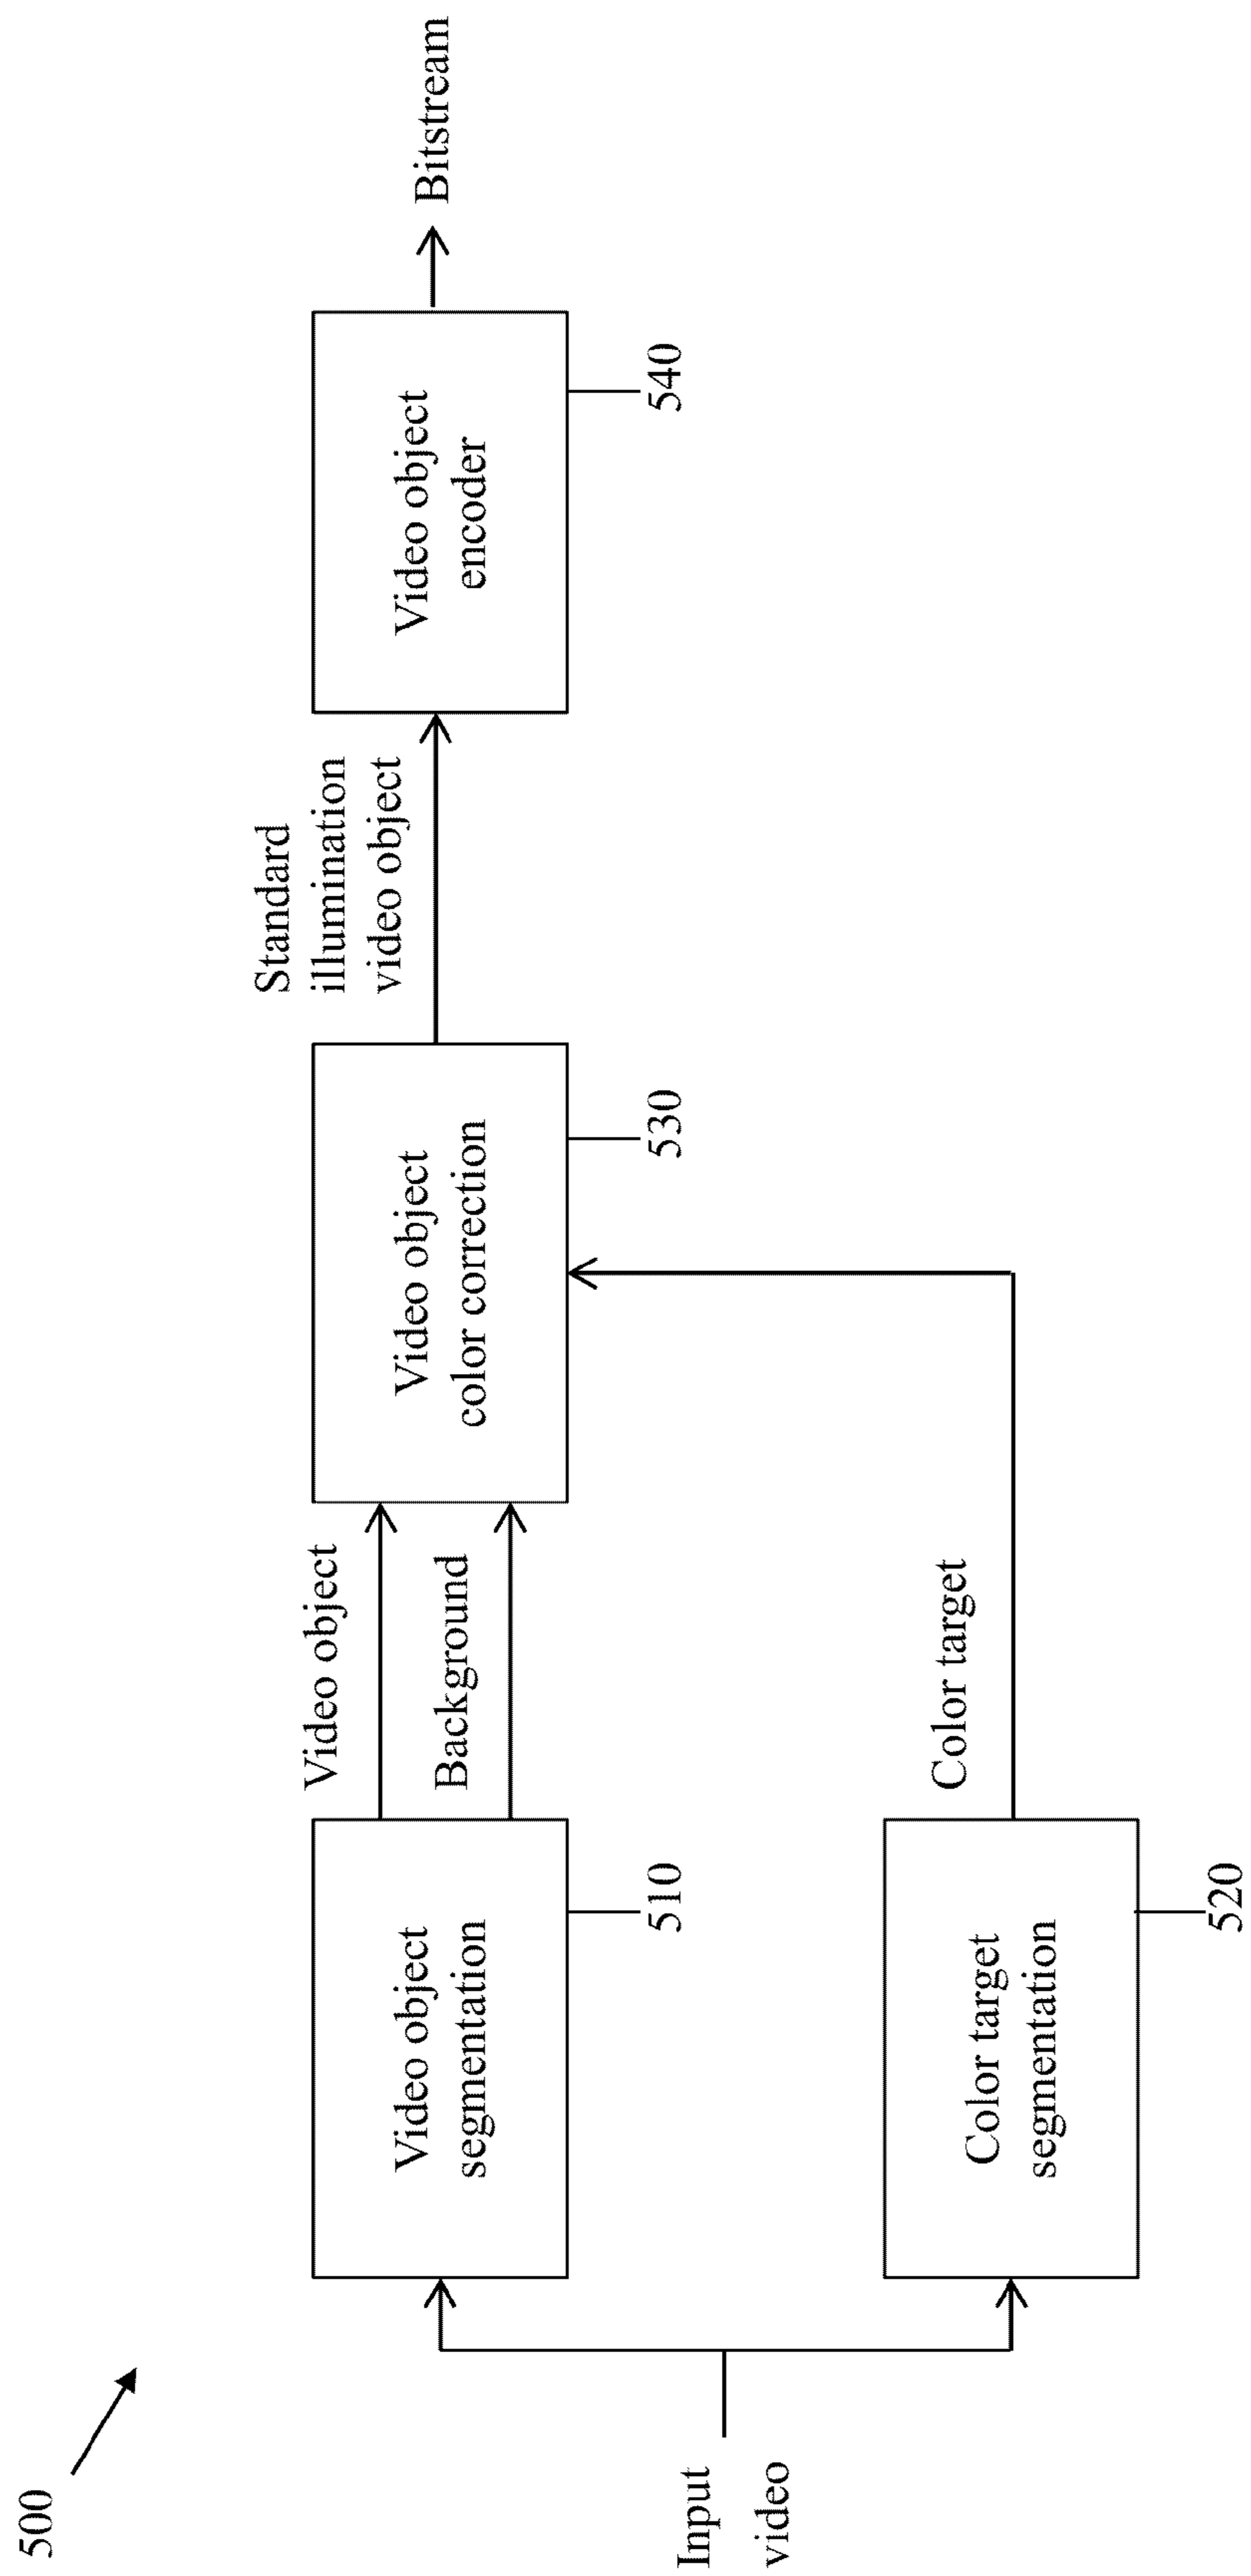 500
Input
video
Video object
segmentation
510
Color target
segmentation
520
Video object
Background
Color target
Video object
color correction
530
Standard
illumination
video object
Video object
encoder
540
Bitstream